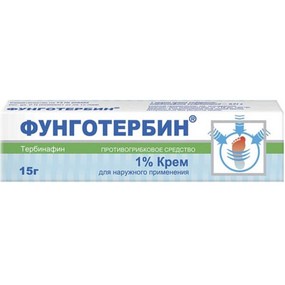 ФУНГОТЕРБИН®
Тербинафин
ПРОТИВОГРИБКОВОЕ СРЕДСТВО
1% Крем
15г
для наружного применения